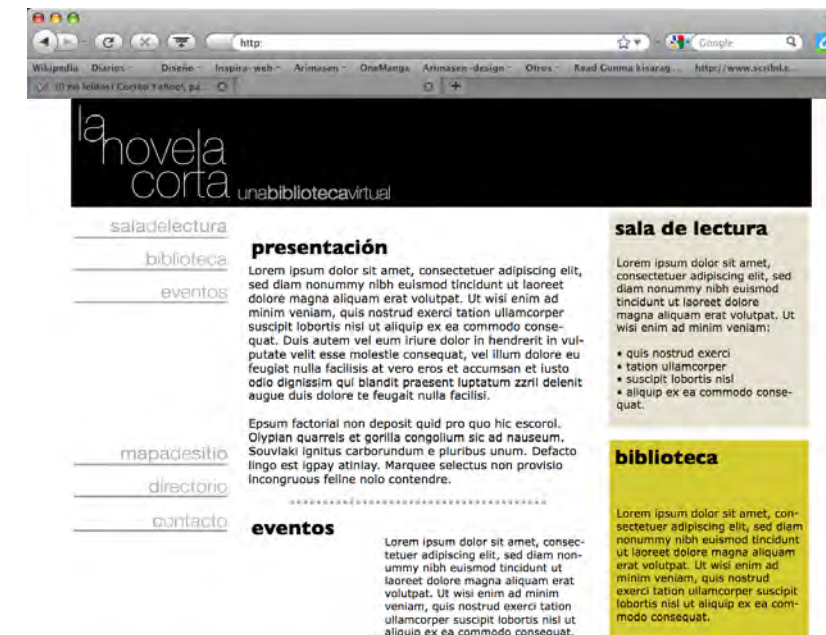 http:
Google
Wikipedia Diarios Diseño Inspira-web Arimasen OneManga Arimasen-design Otros Read Gunma kisarag... http://www.scribd.c...
la
novela
corta unabibliotecavirtual
saladelectura
biblioteca
eventos
mapadesitio
directorio
contacto
presentación
Lorem ipsum dolor sit amet, consectetuer adipiscing elit,
sed diam nonummy nibh euismod tincidunt ut laoreet
dolore magna aliquam erat volutpat. Ut wisi enim ad
minim veniam, quis nostrud exerci tation ullamcorper
suscipit lobortis nisl ut aliquip ex ea commodo conse-
quat. Duis autem vel eum iriure dolor in hendrerit in vul-
putate velit esse molestie consequat, vel illum dolore eu
feugiat nulla facilisis at vero eros et accumsan et iusto
odio dignissim qui blandit praesent luptatum zzril delenit
augue duis dolore te feugait nulla facilisi.
Epsum factorial non deposit quid pro quo hic escorol.
Olypian quarrels et gorilla congolium sic ad nauseum.
Souvlaki ignitus carborundum e pluribus unum. Defacto
lingo est igpay atinlay. Marquee selectus non provisio
incongruous feline nolo contendre.
eventos
Lorem ipsum dolor sit amet, consec-
tetuer adipiscing elit, sed diam non-
ummy nibh euismod tincidunt ut
laoreet dolore magna aliquam erat
volutpat. Ut wisi enim ad minim
veniam, quis nostrud exerci tation
ullamcorper suscipit lobortis nisl ut
aliquip ex ea commodo consequat.
sala de lectura
Lorem ipsum dolor sit amet,
consectetuer adipiscing elit, sed
diam nonummy nibh euismod
tincidunt ut laoreet dolore
magna aliquam erat volutpat. Ut
wisi enim ad minim veniam:
• quis nostrud exerci
• tation ullamcorper
• suscipit lobortis nisl
• aliquip ex ea commodo conse-
quat.
biblioteca
Lorem ipsum dolor sit amet, con-
sectetuer adipiscing elit, sed diam
nonummy nibh euismod tincidunt
ut laoreet dolore magna aliquam
erat volutpat. Ut wisi enim ad
minim veniam, quis nostrud
exerci tation ullamcorper suscipit
lobortis nisl ut aliquip ex ea com-
modo consequat.